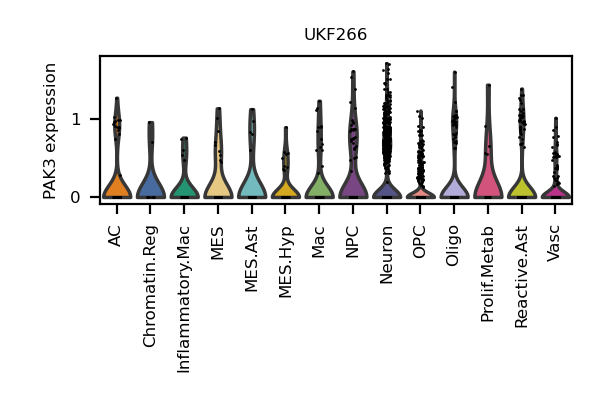 UKF266
PAK3 expression
1
0
AC
Chromatin.Reg
Inflammatory.Mac
MES
MES.Ast
MES.Hyp
Mac
NPC
Neuron
OPC
Oligo
Prolif.Metab
Reactive.Ast
Vasc